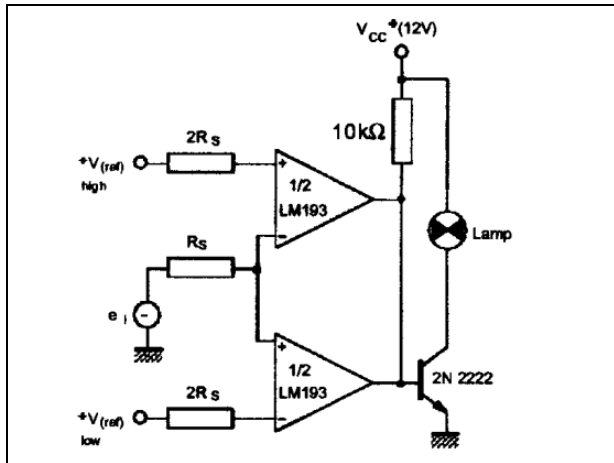 V CC + (12V)
2R S
+V (ref)
high
10kΩ
1/2
LM193
R S
Lamp
e i
1/2
LM193
2N 2222
2R S
+V (ref)
low